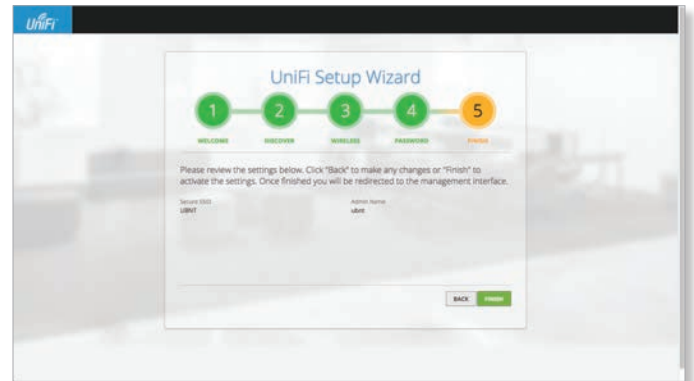 UniFi
UniFi Setup Wizard
1 2 3 4 5
WELCOME DISCOVER WIRELESS PASSWORD FINISH
Please review the settings below. Click "Back" to make any changes or "Finish" to
activate the settings. Once finished you will be redirected to the management interface.
Secure SSID Admin Name
UBNT ubnt
BACK FINISH